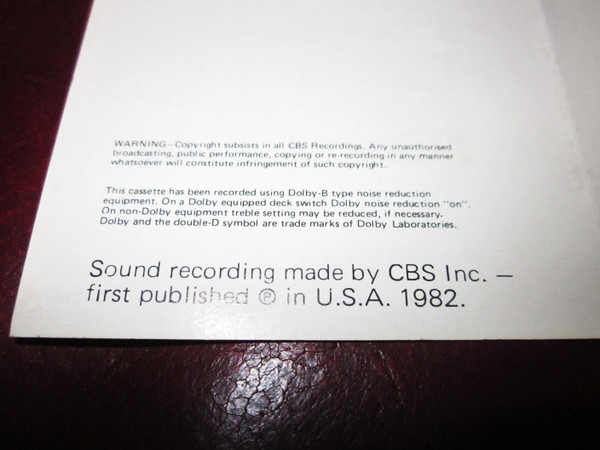 WARNING—Copyright subsists in all CBS Recordings. Any unauthorised
broadcasting, public performance, copying or re-recording in any manner
whatsoever will constitute infringement of such copyright.
This cassette has been recorded using Dolby-B type noise reduction
equipment. On a Dolby equipped deck switch Dolby noise reduction "on".
On non-Dolby equipment treble setting may be reduced, if necessary.
Dolby and the double-D symbol are trade marks of Dolby Laboratories.
Sound recording made by CBS Inc. —
first published ℗ in U.S.A. 1982.